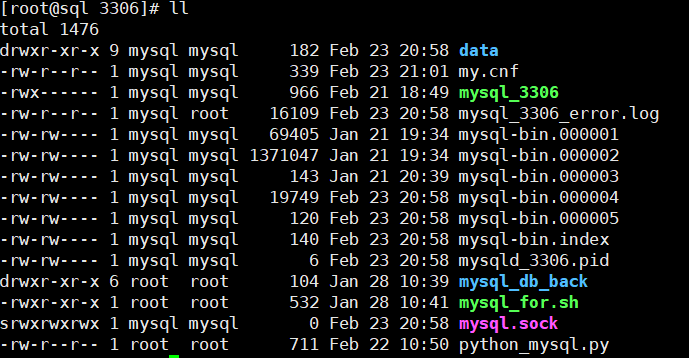 [root@sql 3306]# ll
total 1476
drwxr-xr-x 9 mysql mysql     182 Feb 23 20:58 data
-rw-r--r-- 1 mysql mysql     339 Feb 23 21:01 my.cnf
-rwx------ 1 mysql mysql     966 Feb 21 18:49 mysql_3306
-rw-r--r-- 1 mysql root    16109 Feb 23 20:58 mysql_3306_error.log
-rw-rw---- 1 mysql mysql   69405 Jan 21 19:34 mysql-bin.000001
-rw-rw---- 1 mysql mysql 1371047 Jan 21 19:34 mysql-bin.000002
-rw-rw---- 1 mysql mysql     143 Jan 21 20:39 mysql-bin.000003
-rw-rw---- 1 mysql mysql   19749 Feb 23 20:58 mysql-bin.000004
-rw-rw---- 1 mysql mysql     120 Feb 23 20:58 mysql-bin.000005
-rw-rw---- 1 mysql mysql     140 Feb 23 20:58 mysql-bin.index
-rw-rw---- 1 mysql mysql       6 Feb 23 20:58 mysqld_3306.pid
drwxr-xr-x 6 root  root      104 Jan 28 10:39 mysql_db_back
-rwxr-xr-x 1 root  root      532 Jan 28 10:41 mysql_for.sh
srwxrwxrwx 1 mysql mysql       0 Feb 23 20:58 mysql.sock
-rw-r--r-- 1 root  root      711 Feb 22 10:50 python_mysql.py